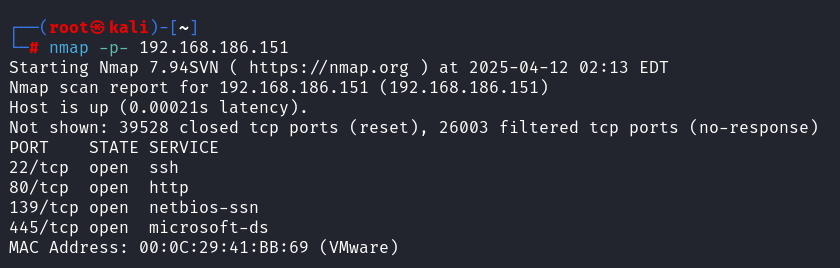 ┌──(root㉿kali)-[~]
└─# nmap -p- 192.168.186.151
Starting Nmap 7.94SVN ( https://nmap.org ) at 2025-04-12 02:13 EDT
Nmap scan report for 192.168.186.151 (192.168.186.151)
Host is up (0.00021s latency).
Not shown: 39528 closed tcp ports (reset), 26003 filtered tcp ports (no-response)
PORT    STATE SERVICE
22/tcp  open  ssh
80/tcp  open  http
139/tcp open  netbios-ssn
445/tcp open  microsoft-ds
MAC Address: 00:0C:29:41:BB:69 (VMware)